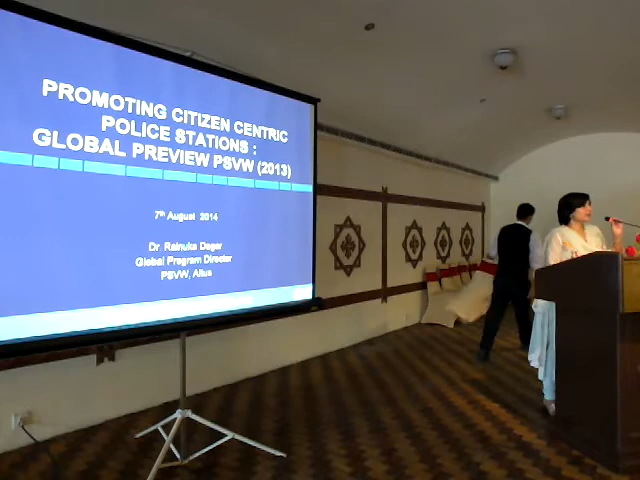 PROMOTING CITIZEN CENTRIC
POLICE STATIONS :
GLOBAL PREVIEW PSVW (2013)
7th August 2014
Dr. Rainuka Dagar
Global Program Director
PSVW, Altus